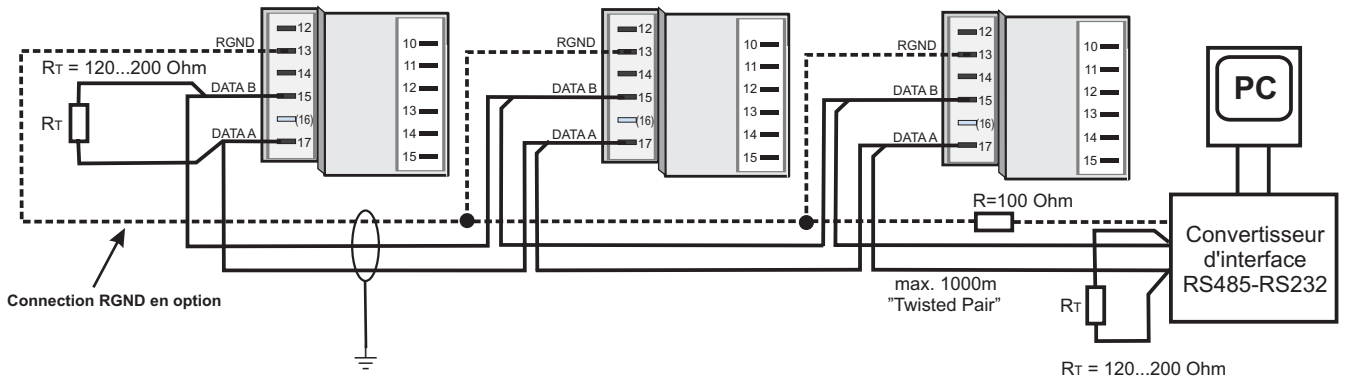 RGND
RT = 120...200 Ohm
RT
DATA B
DATA A
12
13
14
15
(16)
17
10
11
12
13
14
15
RGND
DATA B
DATA A
12
13
14
15
(16)
17
10
11
12
13
14
15
RGND
DATA B
DATA A
12
13
14
15
(16)
17
10
11
12
13
14
15
PC
R=100 Ohm
Convertisseur
d'interface
RS485-RS232
Connection RGND en option
max. 1000m
"Twisted Pair"
RT
RT = 120...200 Ohm